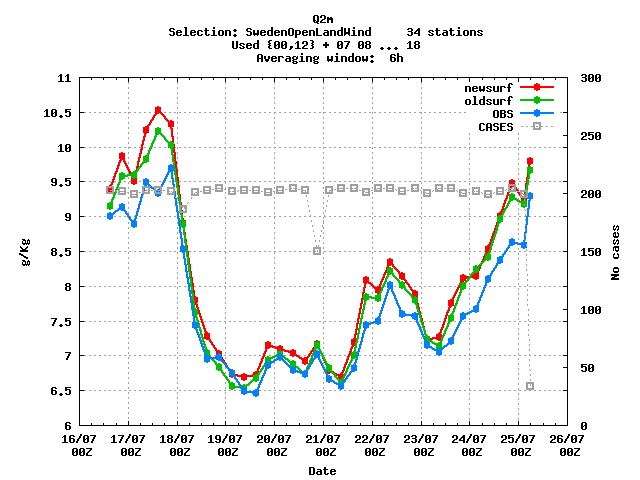 Q2m
Selection: SwedenOpenLandWind     34 stations
Used {00,12} + 07 08 ... 18
Averaging window:  6h
newsurf
oldsurf
OBS
CASES
11
10.5
10
9.5
9
8.5
8
7.5
7
6.5
6
g/Kg
300
250
200
150
100
50
0
No cases
16/07 17/07 18/07 19/07 20/07 21/07 22/07 23/07 24/07 25/07 26/07
00Z 00Z 00Z 00Z 00Z 00Z 00Z 00Z 00Z 00Z 00Z
Date